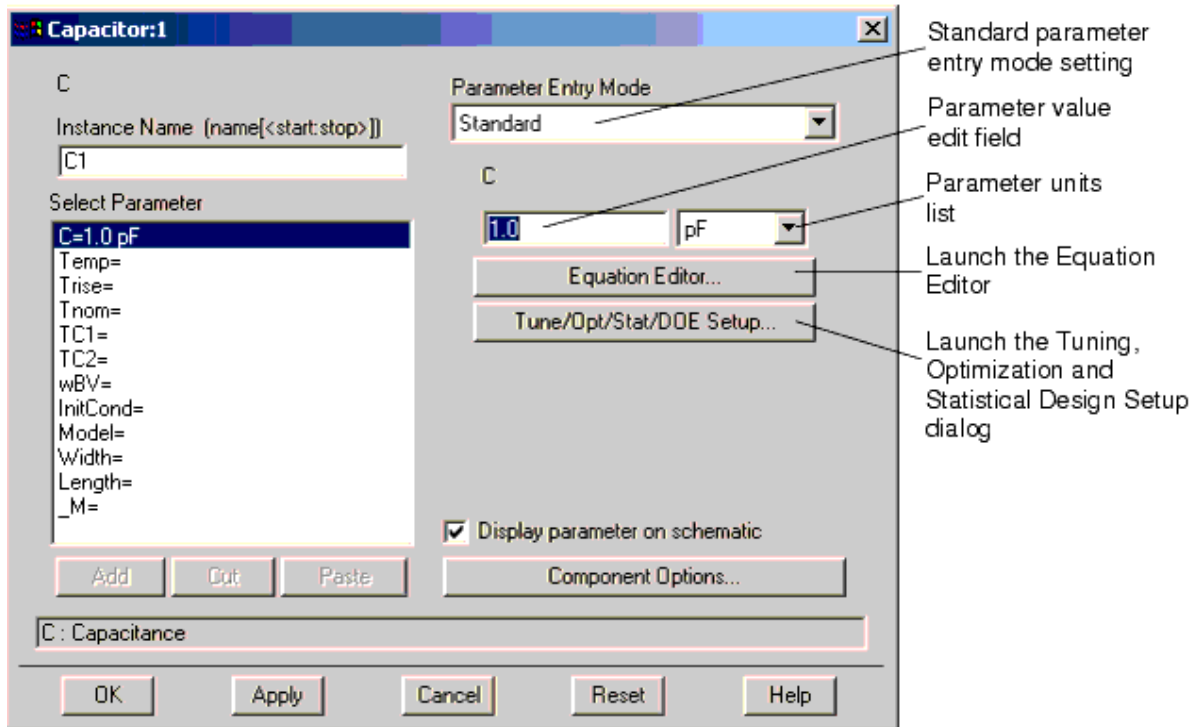 Capacitor:1
C
Instance Name (name[<start:stop>])
C1
Select Parameter
C=1.0 pF
Temp=
Trise=
Tnom=
TC1=
TC2=
wBV=
InitCond=
Model=
Width=
Length=
_M=
Add
Cut
Paste
Parameter Entry Mode
Standard
C
1.0
pF
Equation Editor...
Tune/Opt/Stat/DOE Setup...
Display parameter on schematic
Component Options...
C : Capacitance
OK
Apply
Cancel
Reset
Help
Standard parameter
entry mode setting
Parameter value
edit field
Parameter units
list
Launch the Equation
Editor
Launch the Tuning,
Optimization and
Statistical Design Setup
dialog